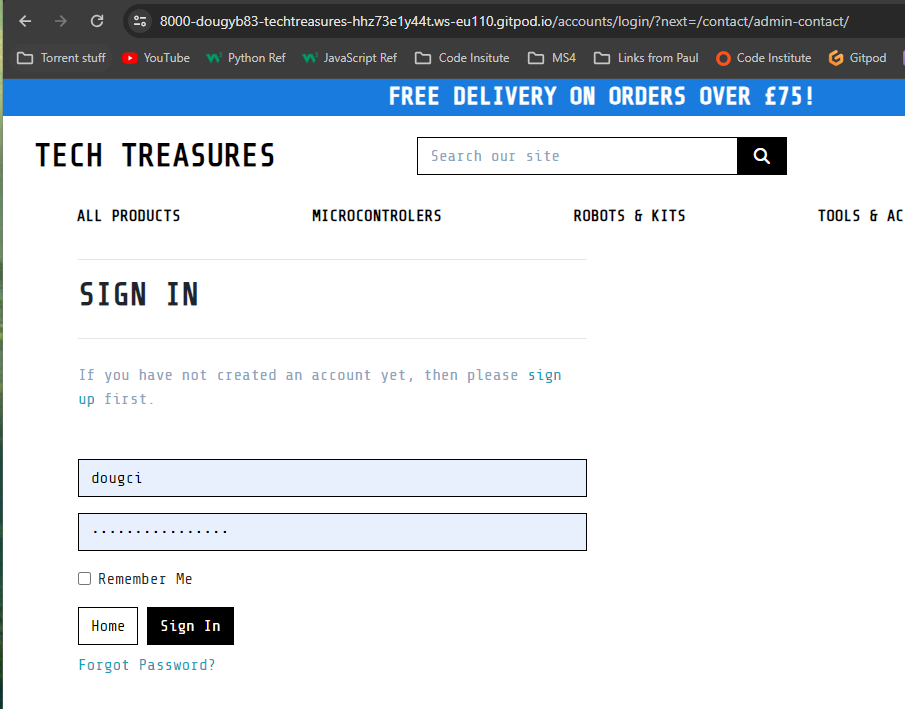 8000-dougyb83-techtreasures-hhz73e1y44t.ws-eu110.gitpod.io/accounts/login/?next=/contact/admin-contact/
Torrent stuff YouTube Python Ref JavaScript Ref Code Insitute MS4 Links from Paul Code Institute Gitpod
FREE DELIVERY ON ORDERS OVER £75!
TECH TREASURES
Search our site
ALL PRODUCTS MICROCONTROLERS ROBOTS & KITS TOOLS & AC
SIGN IN
If you have not created an account yet, then please sign
up first.
dougci
Remember Me
Home Sign In
Forgot Password?